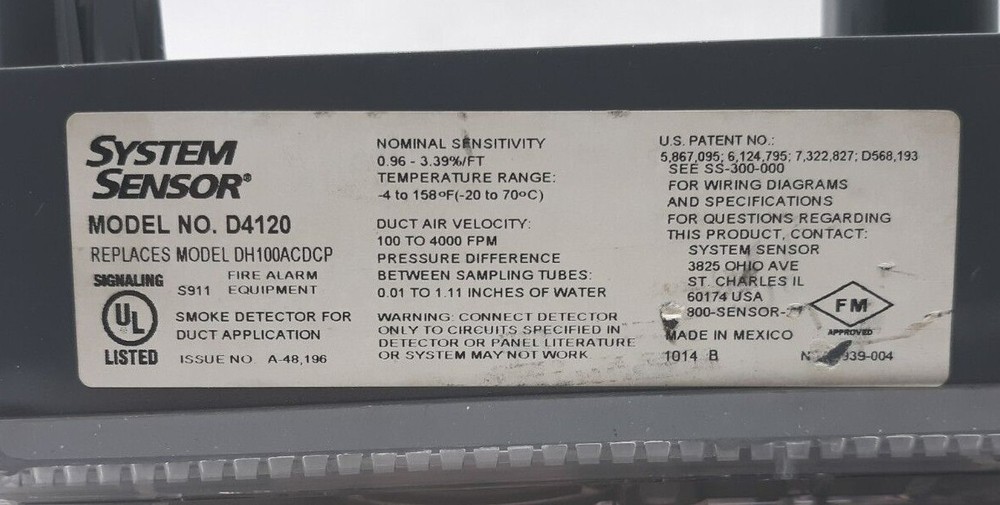 SYSTEM
SENSOR®
MODEL NO. D4120
REPLACES MODEL DH100ACDCP
SIGNALING
UL
LISTED
S911
FIRE ALARM
EQUIPMENT
SMOKE DETECTOR FOR
DUCT APPLICATION
ISSUE NO. A-48,196
NOMINAL SENSITIVITY
0.96 - 3.39%/FT
TEMPERATURE RANGE:
-4 to 158ºF(-20 to 70ºC)
DUCT AIR VELOCITY:
100 TO 4000 FPM
PRESSURE DIFFERENCE
BETWEEN SAMPLING TUBES:
0.01 TO 1.11 INCHES OF WATER
WARNING: CONNECT DETECTOR
ONLY TO CIRCUITS SPECIFIED IN
DETECTOR OR PANEL LITERATURE
OR SYSTEM MAY NOT WORK.
U.S. PATENT NO.:
5,867,095; 6,124,795; 7,322,827; D568,193
SEE SS-300-000
FOR WIRING DIAGRAMS
AND SPECIFICATIONS
FOR QUESTIONS REGARDING
THIS PRODUCT, CONTACT:
SYSTEM SENSOR
3825 OHIO AVE
ST. CHARLES IL
60174 USA
800-SENSOR-
MADE IN MEXICO
1014 B
FM
APPROVED